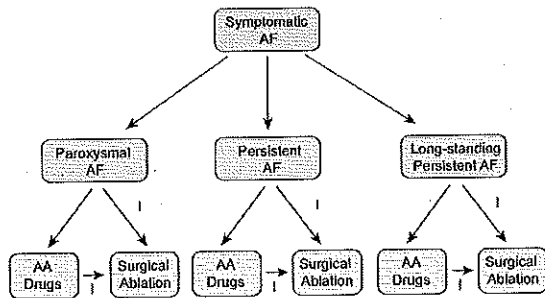 Symptomatic
AF
Paroxysmal
AF
Persistent
AF
Long-standing
Persistent AF
I
I
I
AA
Drugs
I
Surgical
Ablation
AA
Drugs
I
Surgical
Ablation
AA
Drugs
I
Surgical
Ablation